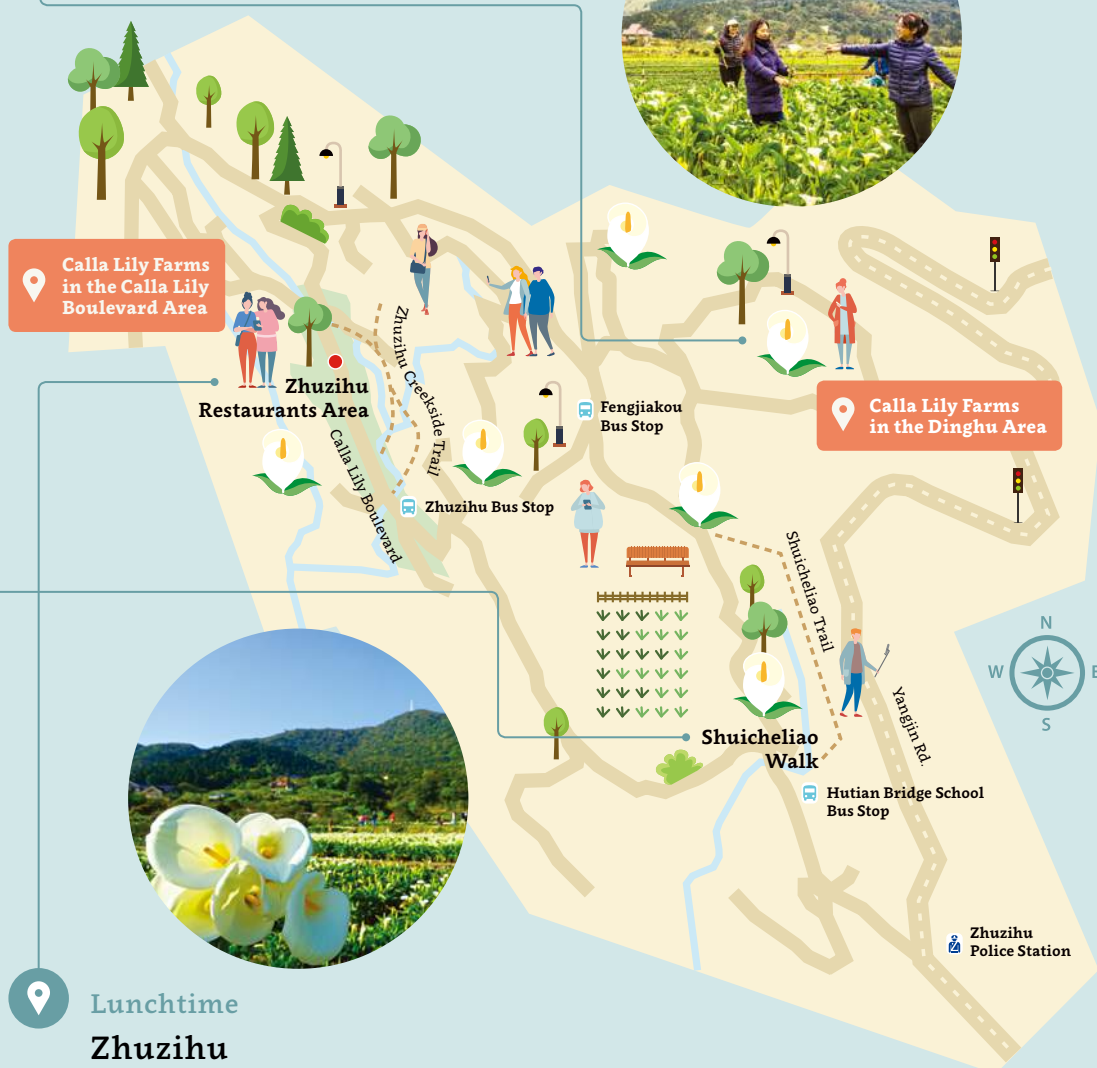 Calla Lily Farms
in the Calla Lily
Boulevard Area
Zhuzihu
Restaurants Area
Zhuzihu Creekside Trail
Calla Lily Boulevard
Fengjiakou
Bus Stop
Zhuzihu Bus Stop
Calla Lily Farms
in the Dinghu Area
Shuicheliao Trail
Yangjin Rd.
N
W
E
S
Shuicheliao
Walk
Hutian Bridge School
Bus Stop
Zhuzihu
Police Station
Lunchtime
Zhuzihu